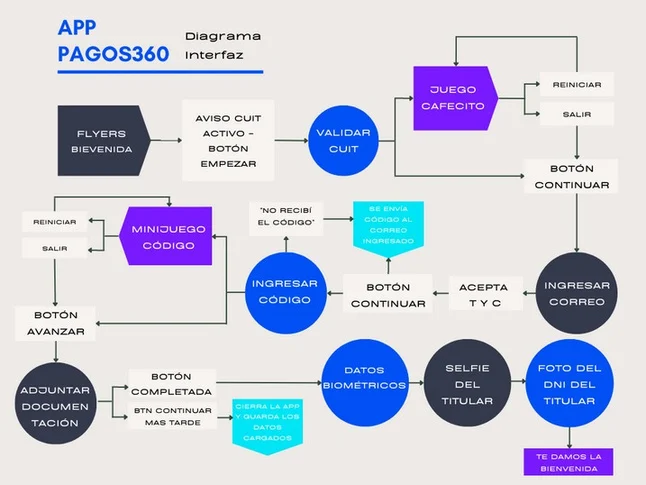 APP
PAGOS360
Diagrama
Interfaz
FLYERS
BIEVENIDA
AVISO CUIT
ACTIVO -
BOTÓN
EMPEZAR
VALIDAR
CUIT
JUEGO
CAFECITO
REINICIAR
SALIR
BOTÓN
CONTINUAR
REINICIAR
SALIR
MINIJUEGO
CÓDIGO
"NO RECIBÍ
EL CÓDIGO"
SE ENVÍA
CÓDIGO AL
CORREO
INGRESADO
INGRESAR
CÓDIGO
BOTÓN
CONTINUAR
ACEPTA
T Y C
INGRESAR
CORREO
BOTÓN
AVANZAR
ADJUNTAR
DOCUMEN
TACIÓN
BOTÓN
COMPLETADA
BTN CONTINUAR
MAS TARDE
CIERRA LA APP
Y GUARDA LOS
DATOS
CARGADOS
DATOS
BIOMÉTRICOS
SELFIE
DEL
TITULAR
FOTO DEL
DNI DEL
TITULAR
TE DAMOS LA
BIENVENIDA